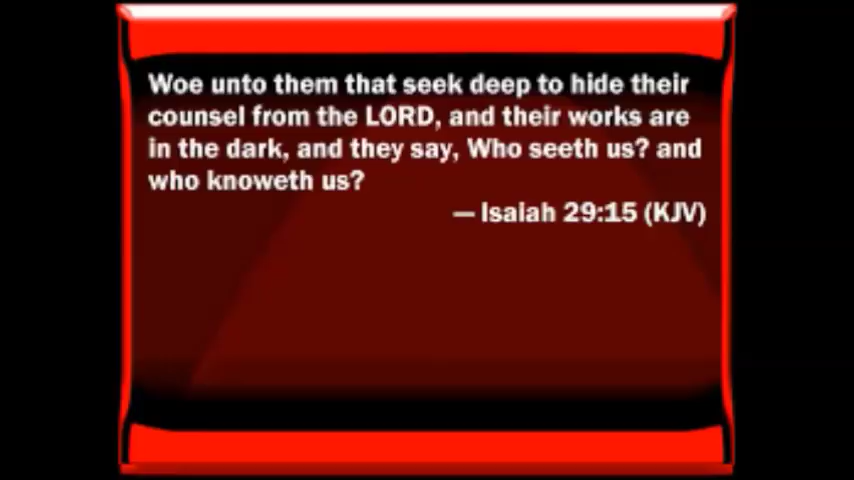 Woe unto them that seek deep to hide their
counsel from the LORD, and their works are
in the dark, and they say, Who seeth us? and
who knoweth us?
— Isaiah 29:15 (KJV)